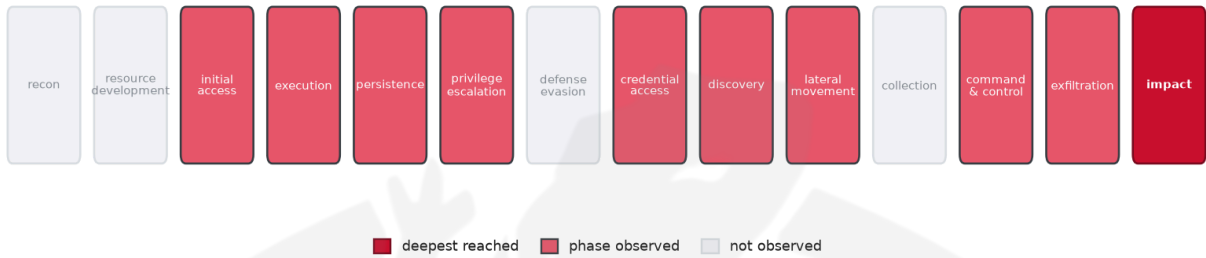 recon
resource
development
initial
access
execution
persistence
privilege
escalation
defense
evasion
credential
access
discovery
lateral
movement
collection
command
& control
exfiltration
impact
deepest reached
phase observed
not observed